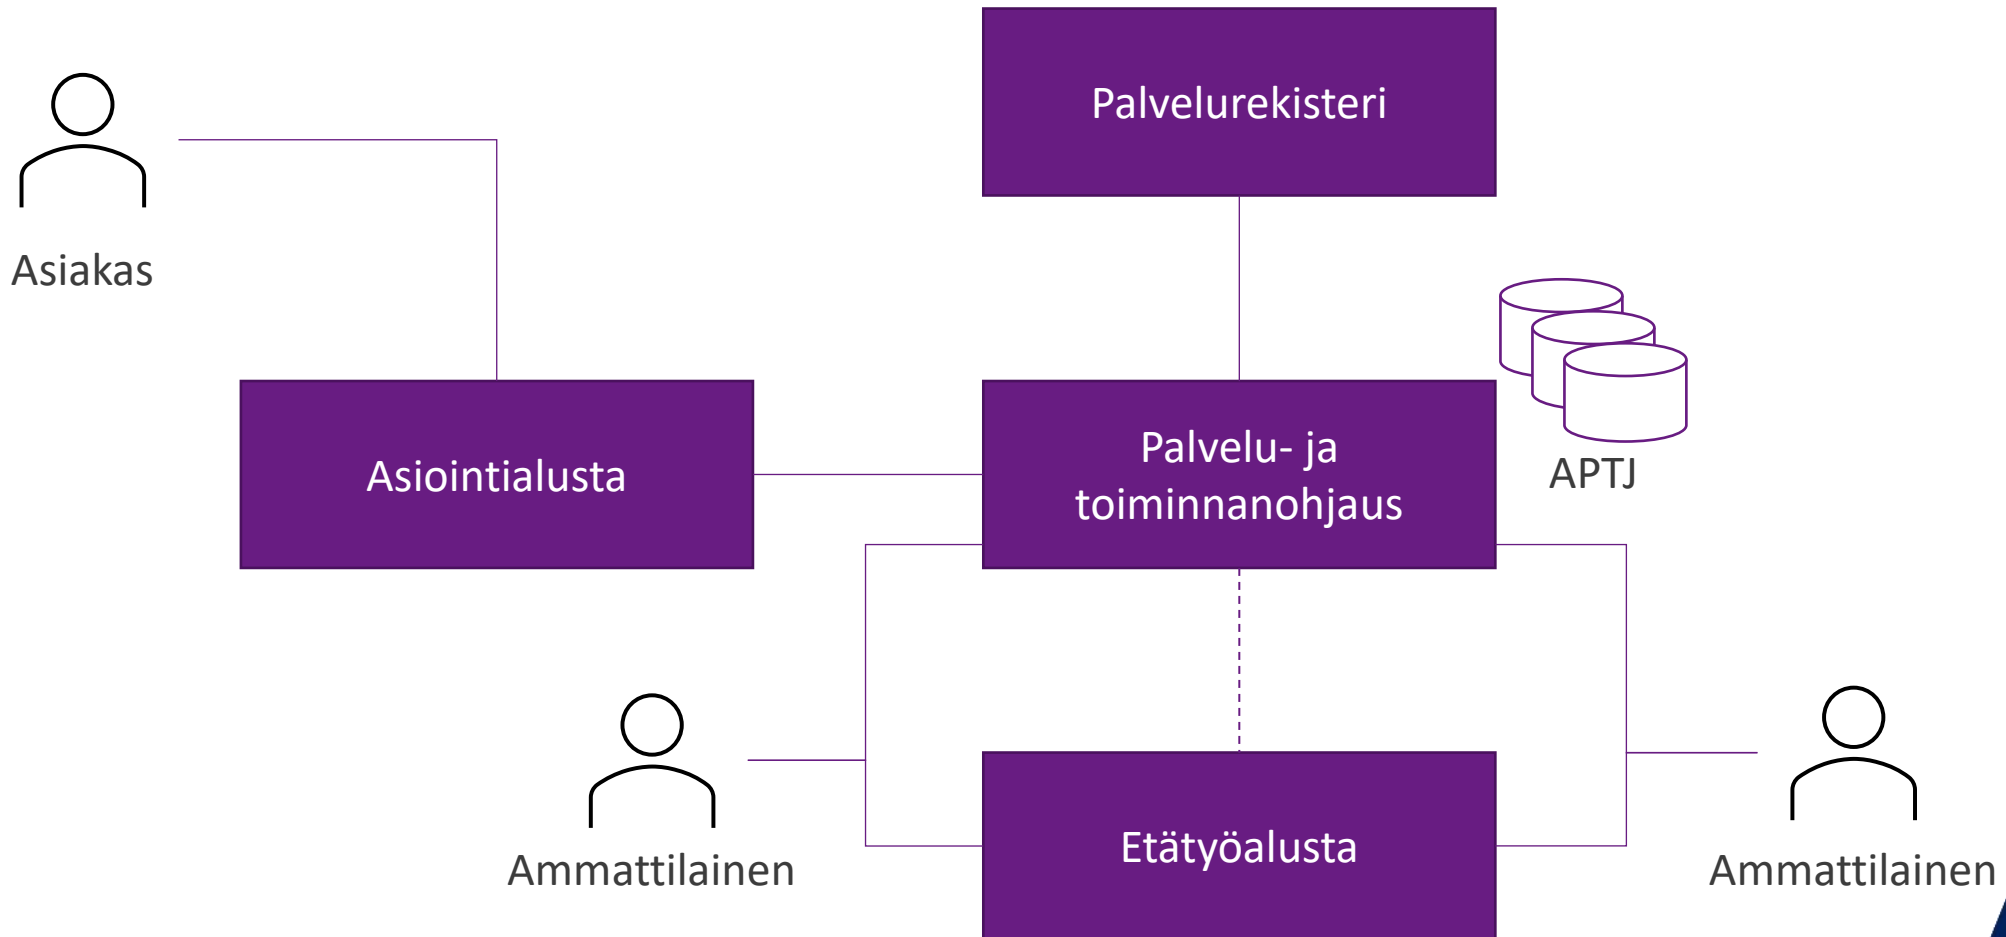 Palvelurekisteri
Asiakas
Asiointialusta
Palvelu- ja
toiminnanohjaus
APTJ
Ammattilainen
Etätyöalusta
Ammattilainen